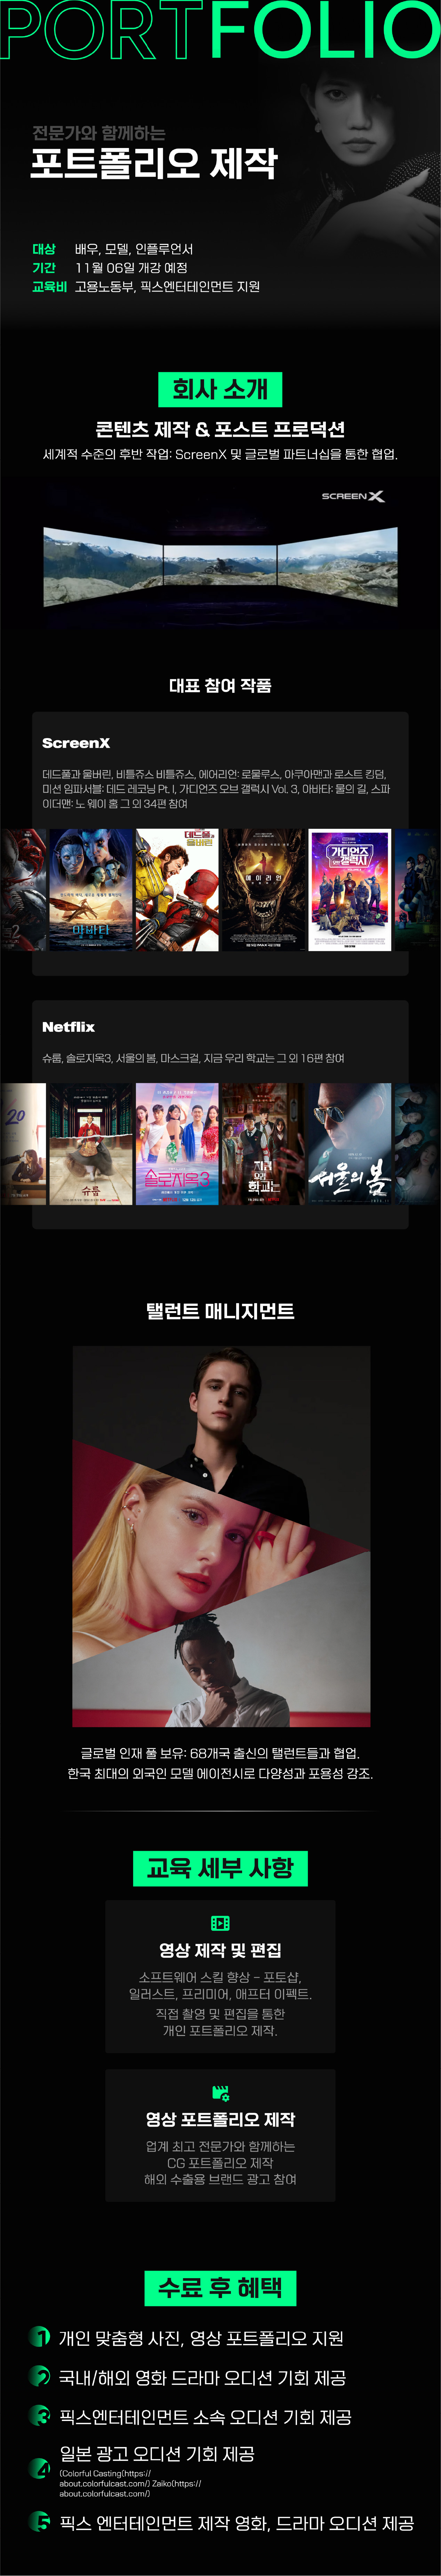 PORTFOLIO
전문가와 함께하는
포트폴리오 제작
대상 배우, 모델, 인플루언서
기간 11월 06일 개강 예정
교육비 고용노동부, 픽스엔터테인먼트 지원
회사 소개
콘텐츠 제작 & 포스트 프로덕션
세계적 수준의 후반 작업: ScreenX 및 글로벌 파트너십을 통한 협업.
SCREENX
대표 참여 작품
ScreenX
데드풀과 울버린, 비틀쥬스 비틀쥬스, 에어리언: 로물루스, 아쿠아맨과 로스트 킹덤,
미션 임파서블: 데드 레코닝 Pt. I, 가디언즈 오브 갤럭시 Vol. 3, 아바타: 물의 길, 스파
이더맨: 노 웨이 홈 그 외 34편 참여
2
아바타
데드풀과
울버린
에이리언
가디언즈
오브
갤럭시
Netflix
슈룹, 솔로지옥3, 서울의 봄, 마스크걸, 지금 우리 학교는 그 외 16편 참여
20
슈룹
솔로지옥3
지금
우리
학교는
서울의 봄
탤런트 매니지먼트
글로벌 인재 풀 보유: 68개국 출신의 탤런트들과 협업.
한국 최대의 외국인 모델 에이전시로 다양성과 포용성 강조.
교육 세부 사항
영상 제작 및 편집
소프트웨어 스킬 향상 - 포토샵,
일러스트, 프리미어, 애프터 이펙트.
직접 촬영 및 편집을 통한
개인 포트폴리오 제작.
영상 포트폴리오 제작
업계 최고 전문가와 함께하는
CG 포트폴리오 제작
해외 수출용 브랜드 광고 참여
수료 후 혜택
1 개인 맞춤형 사진, 영상 포트폴리오 지원
2 국내/해외 영화 드라마 오디션 기회 제공
3 픽스엔터테인먼트 소속 오디션 기회 제공
4 일본 광고 오디션 기회 제공
(Colorful Casting(https://
about.colorfulcast.com/) Zaiko(https://
about.colorfulcast.com/)
5 픽스 엔터테인먼트 제작 영화, 드라마 오디션 제공